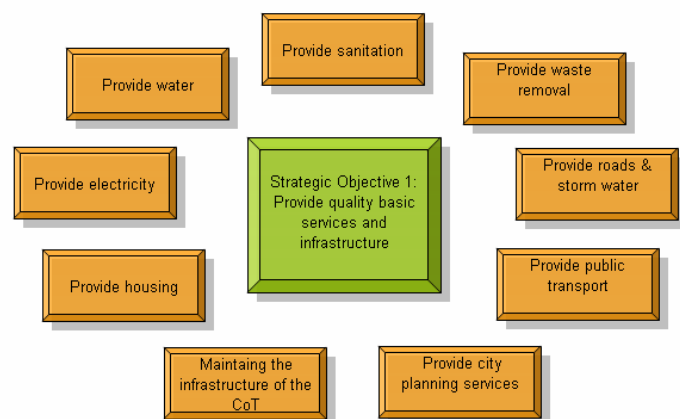 Provide sanitation
Provide water
Provide waste
removal
Provide electricity
Strategic Objective 1:
Provide quality basic
services and
infrastructure
Provide roads &
storm water
Provide housing
Provide public
transport
Maintaing the
infrastructure of the
CoT
Provide city
planning services